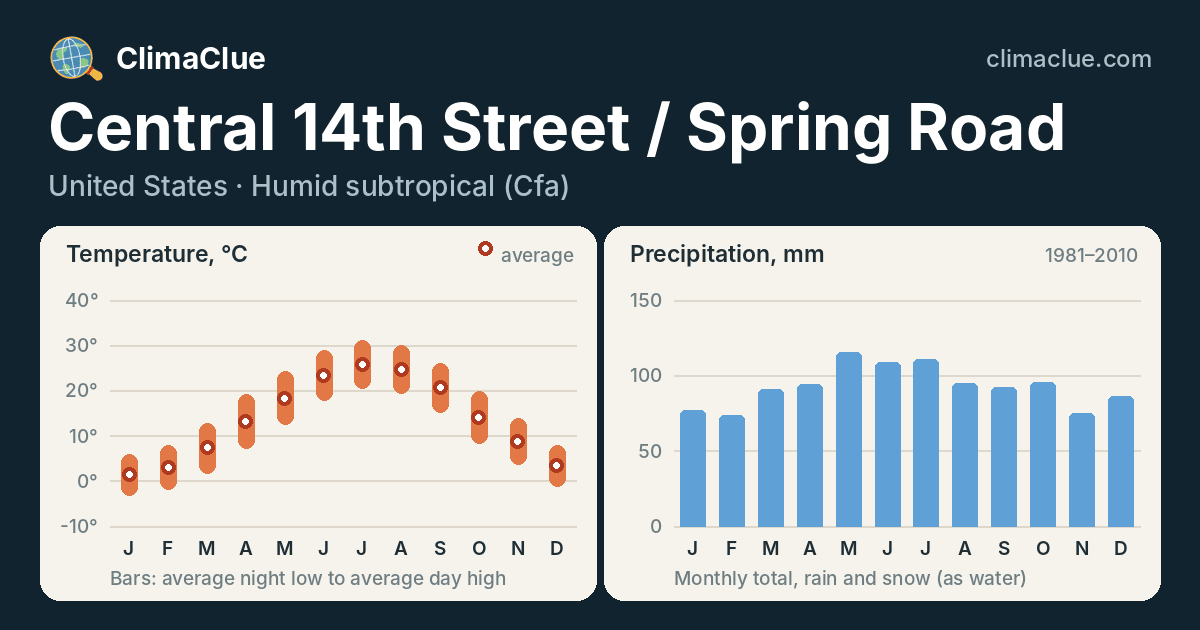 ClimaClue
climaclue.com
Central 14th Street / Spring Road
United States · Humid subtropical (Cfa)
Temperature, °C
average
40°
30°
20°
10°
0°
-10°
J F M A M J J A S O N D
Bars: average night low to average day high
Precipitation, mm
1981–2010
150
100
50
0
J F M A M J J A S O N D
Monthly total, rain and snow (as water)